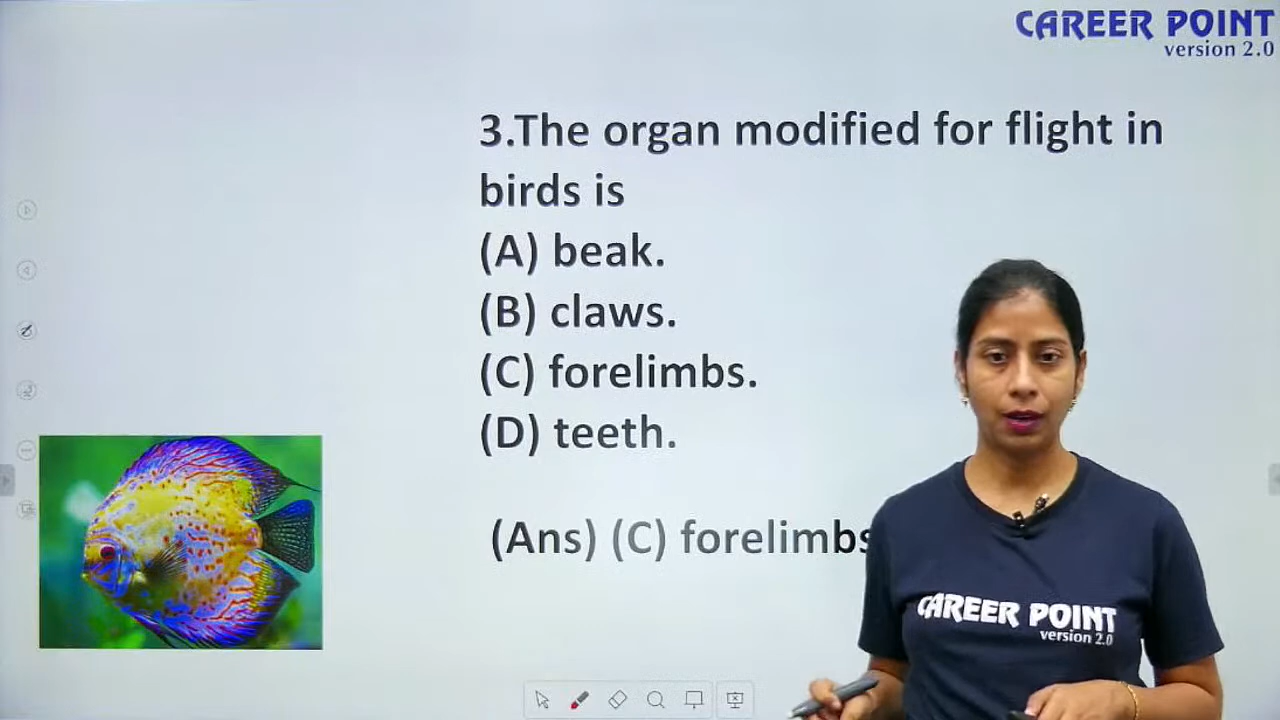 CAREER POINT
version 2.0
3.The organ modified for flight in
birds is
(A) beak.
(B) claws.
(C) forelimbs.
(D) teeth.
(Ans) (C) forelimbs
CAREER POINT
version 2.0